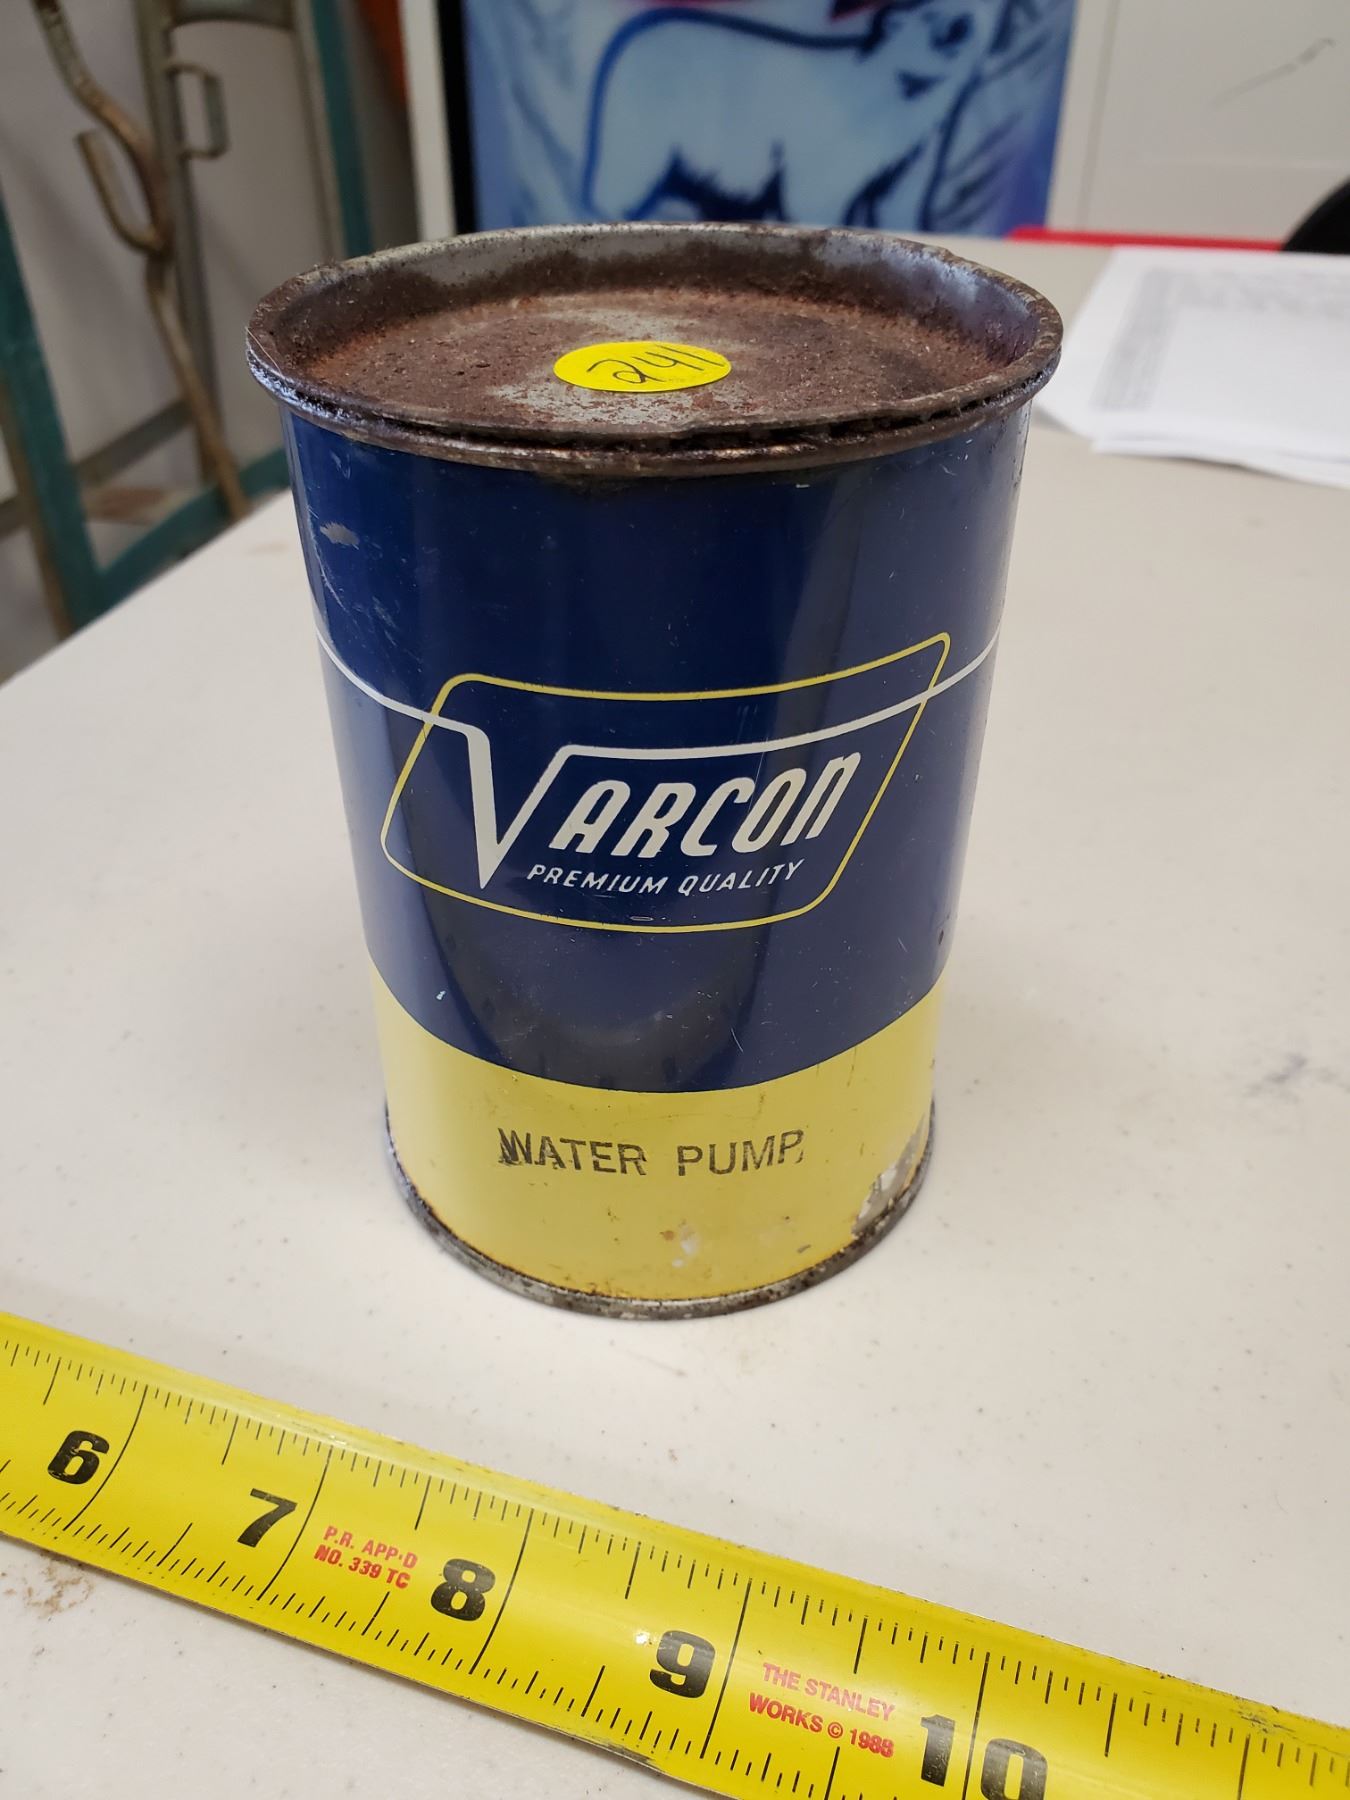 241
VARCON
PREMIUM QUALITY
WATER PUMP
6 7 8 9 10
P.R. APP'D
NO. 339 TC
THE STANLEY
WORKS © 1988